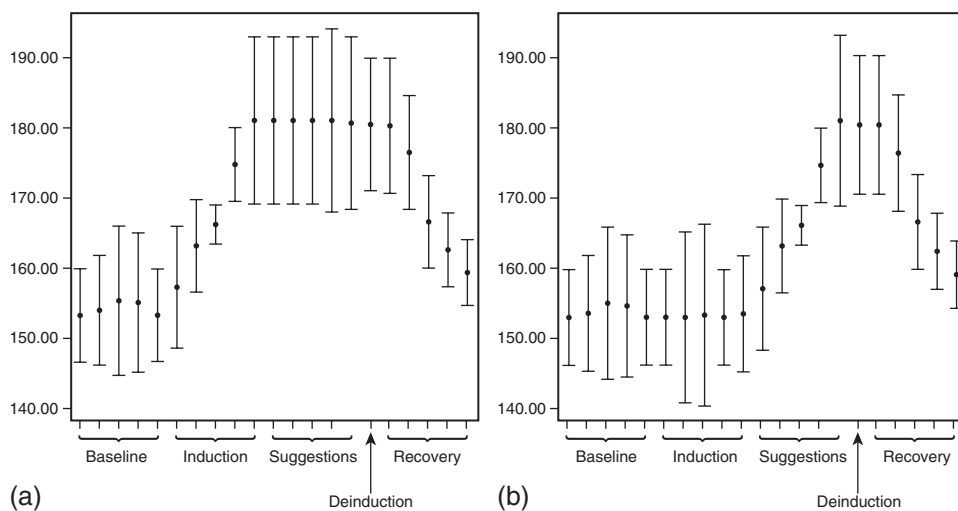 190.00
180.00
170.00
160.00
150.00
140.00
Baseline Induction Suggestions Recovery
Deinduction
(a)
190.00
180.00
170.00
160.00
150.00
140.00
Baseline Induction Suggestions Recovery
Deinduction
(b)